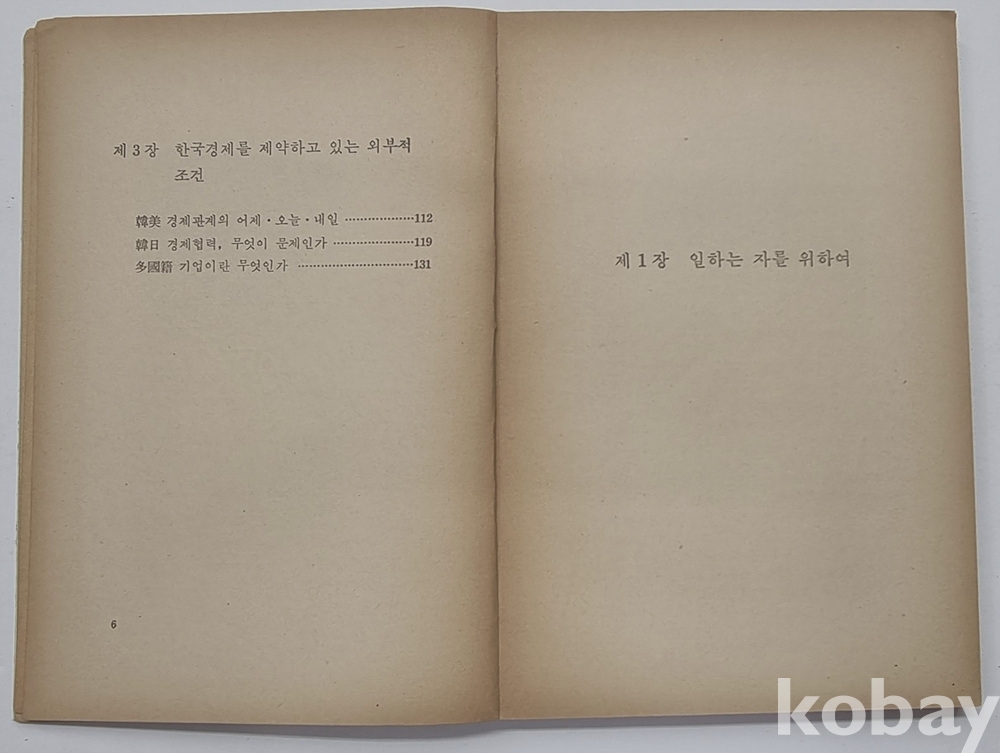 제 3 장 한국경제를 제약하고 있는 외부적
조건
韓美 경제관계의 어제·오늘·내일 ··················112
韓日 경제협력, 무엇이 문제인가 ·····················119
多國籍 기업이란 무엇인가 ······························131
6
제 1 장 일하는 자를 위하여
kobay